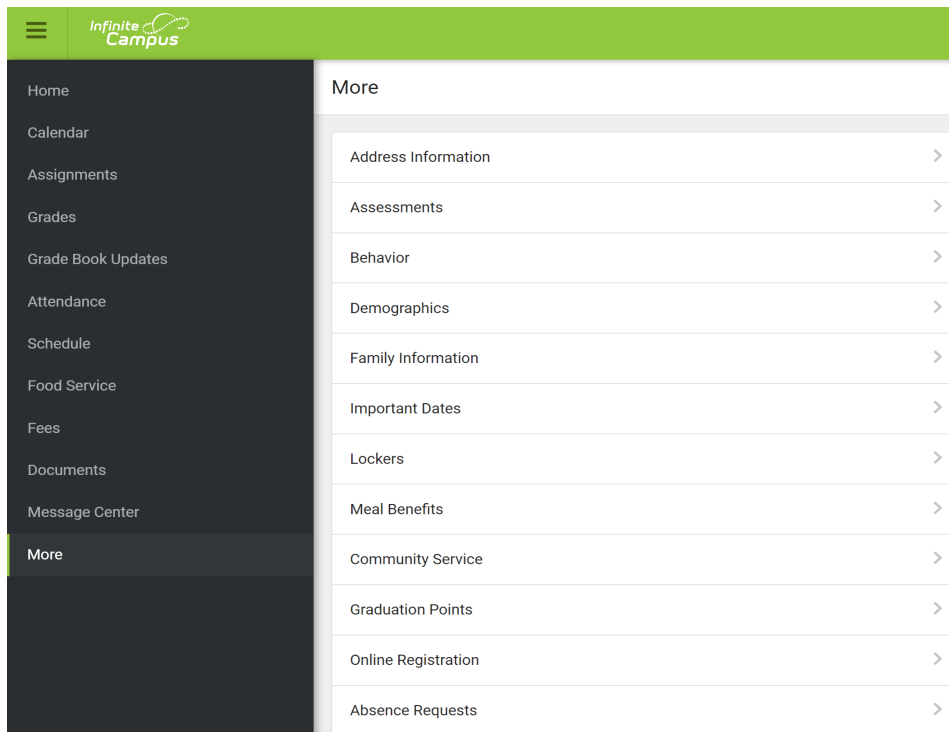 Infinite
Campus
Home
Calendar
Assignments
Grades
Grade Book Updates
Attendance
Schedule
Food Service
Fees
Documents
Message Center
More
More
Address Information
Assessments
Behavior
Demographics
Family Information
Important Dates
Lockers
Meal Benefits
Community Service
Graduation Points
Online Registration
Absence Requests